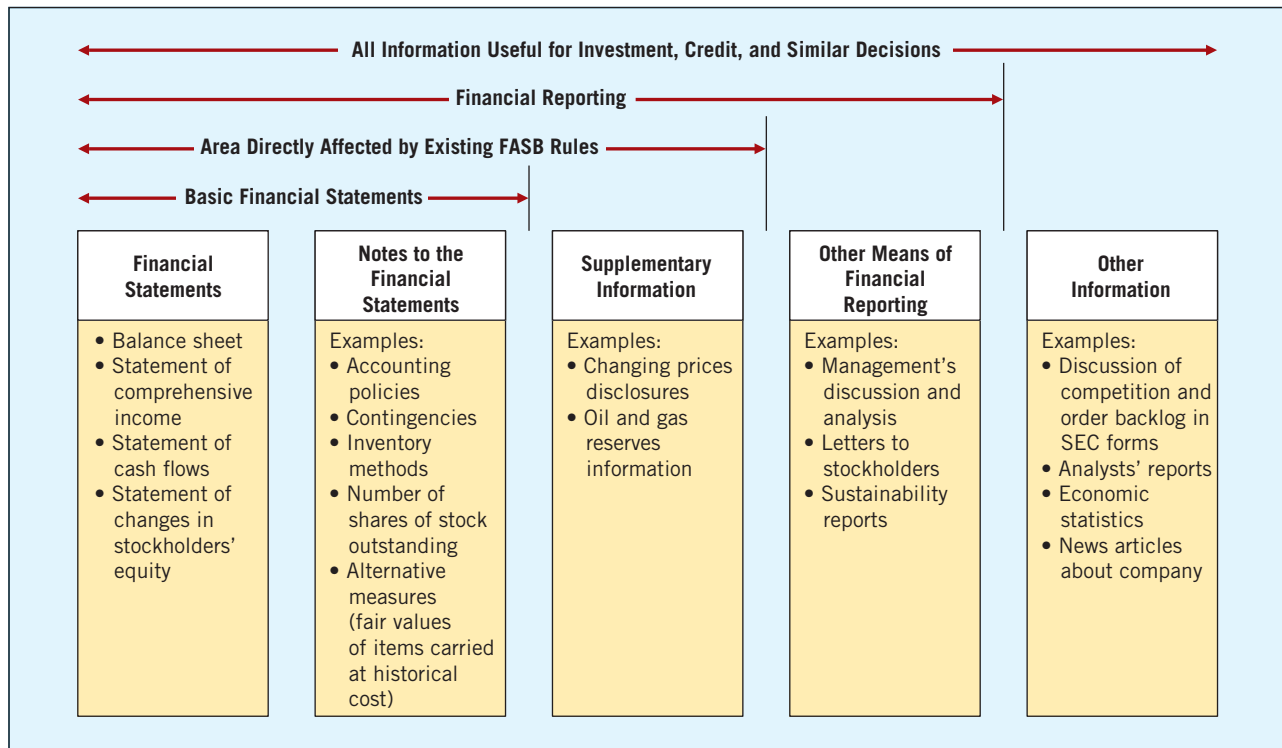 All Information Useful for Investment, Credit, and Similar Decisions
Financial Reporting
Area Directly Affected by Existing FASB Rules
Basic Financial Statements
Financial
Statements
• Balance sheet
• Statement of
comprehensive
income
• Statement of
cash flows
• Statement of
changes in
stockholders'
equity
Notes to the
Financial
Statements
Examples:
• Accounting
policies
• Contingencies
• Inventory
methods
• Number of
shares of stock
outstanding
• Alternative
measures
(fair values
of items carried
at historical
cost)
Supplementary
Information
Examples:
• Changing prices
disclosures
• Oil and gas
reserves
information
Other Means of
Financial
Reporting
Examples:
• Management's
discussion and
analysis
• Letters to
stockholders
• Sustainability
reports
Other
Information
Examples:
• Discussion of
competition and
order backlog in
SEC forms
• Analysts' reports
• Economic
statistics
• News articles
about company